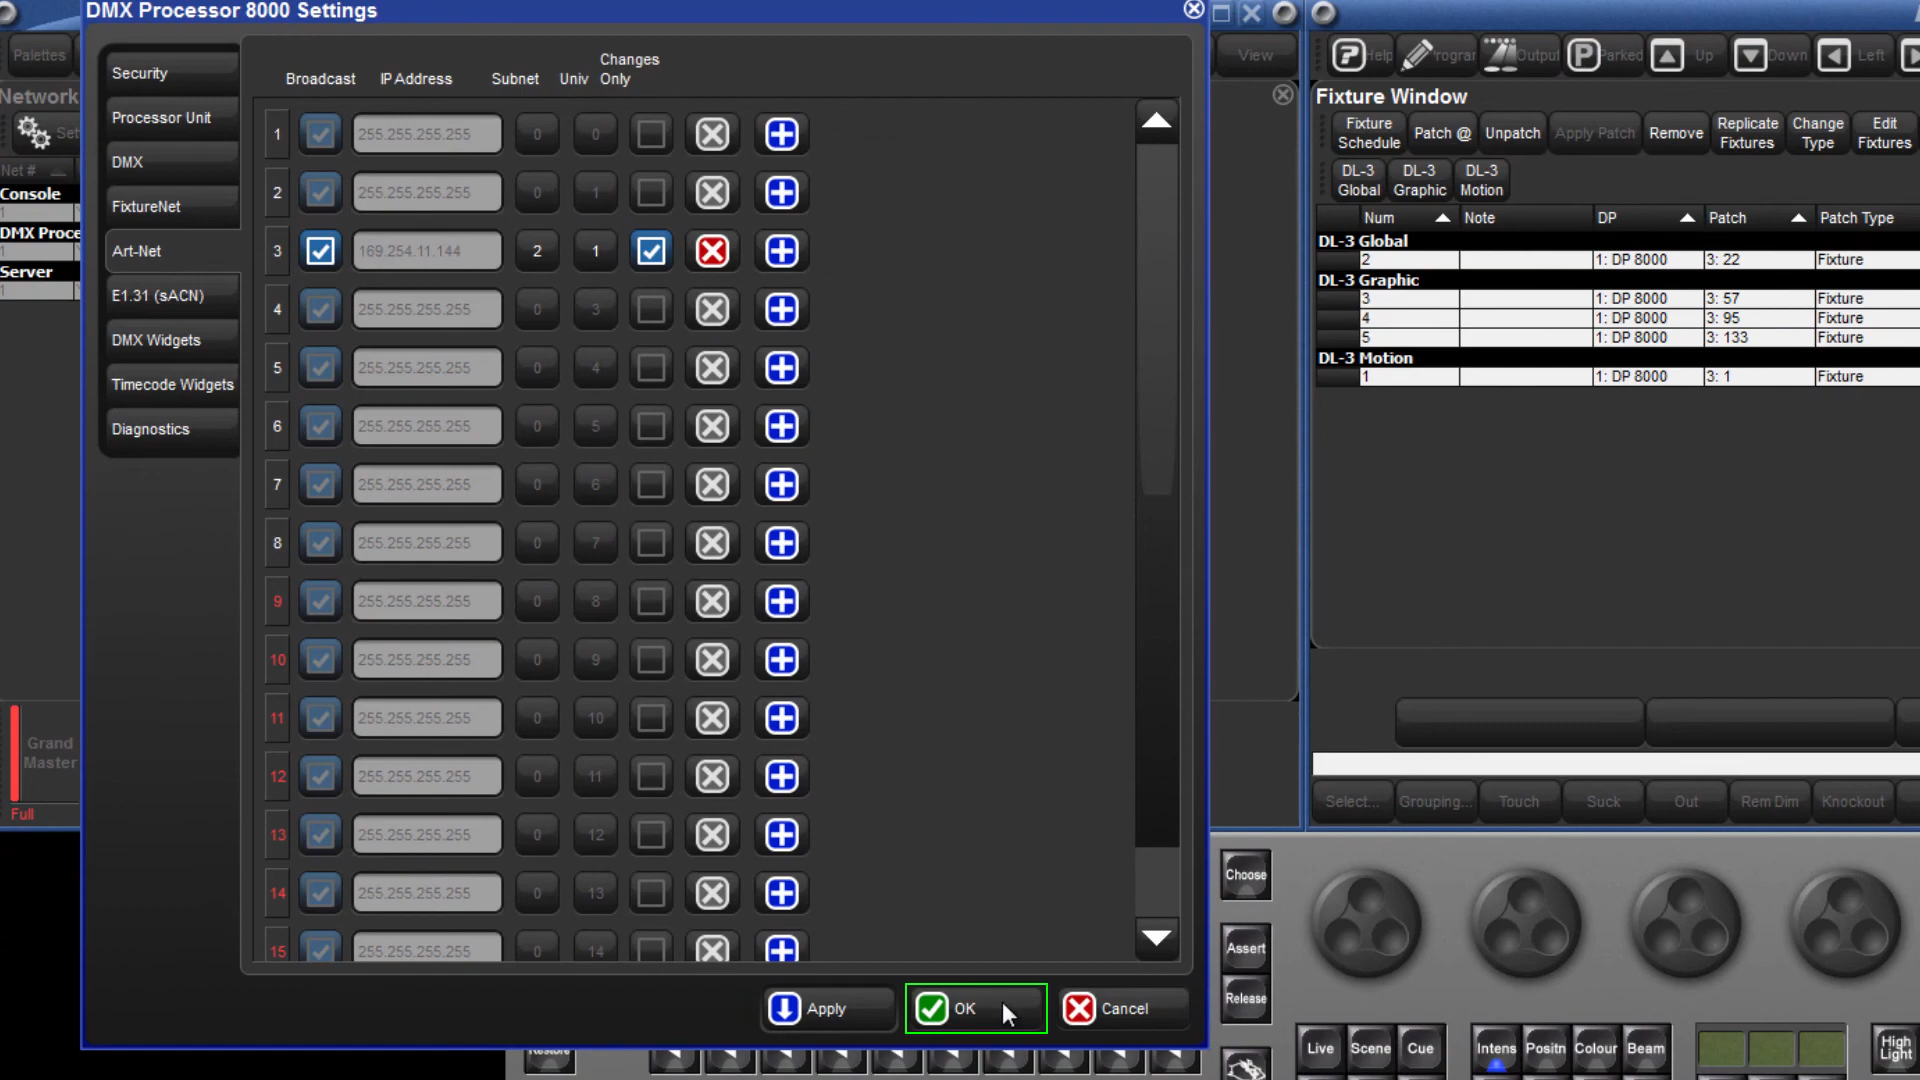 DMX Processor 8000 Settings
Security
Processor Unit
DMX
FixtureNet
Art-Net
E1.31 (sACN)
DMX Widgets
Timecode Widgets
Diagnostics
Broadcast IP Address Subnet Univ Changes Only
1 255.255.255.255 0 0
2 255.255.255.255 0 1
3 169.254.11.144 2 1
4 255.255.255.255 0 3
5 255.255.255.255 0 4
6 255.255.255.255 0 5
7 255.255.255.255 0 6
8 255.255.255.255 0 7
9 255.255.255.255 0 8
10 255.255.255.255 0 9
11 255.255.255.255 0 10
12 255.255.255.255 0 11
13 255.255.255.255 0 12
14 255.255.255.255 0 13
15 255.255.255.255 0 14
Apply OK Cancel
Palettes
Network
Set
Net #
Console
1
DMX Proce
1
Server
1
Grand
Master
Full
View
Help Progra Output Parked Up Down Left
Fixture Window
Fixture Schedule Patch @ Unpatch Apply Patch Remove Replicate Fixtures Change Type Edit Fixtures
DL-3 Global DL-3 Graphic DL-3 Motion
Num Note DP Patch Patch Type
DL-3 Global
2 1: DP 8000 3: 22 Fixture
DL-3 Graphic
3 1: DP 8000 3: 57 Fixture
4 1: DP 8000 3: 95 Fixture
5 1: DP 8000 3: 133 Fixture
DL-3 Motion
1 1: DP 8000 3: 1 Fixture
Select... Grouping... Touch Suck Out Rem Dim Knockout
Choose
Assert
Release
Live Scene Cue Intens Positn Colour Beam High Light
Restore